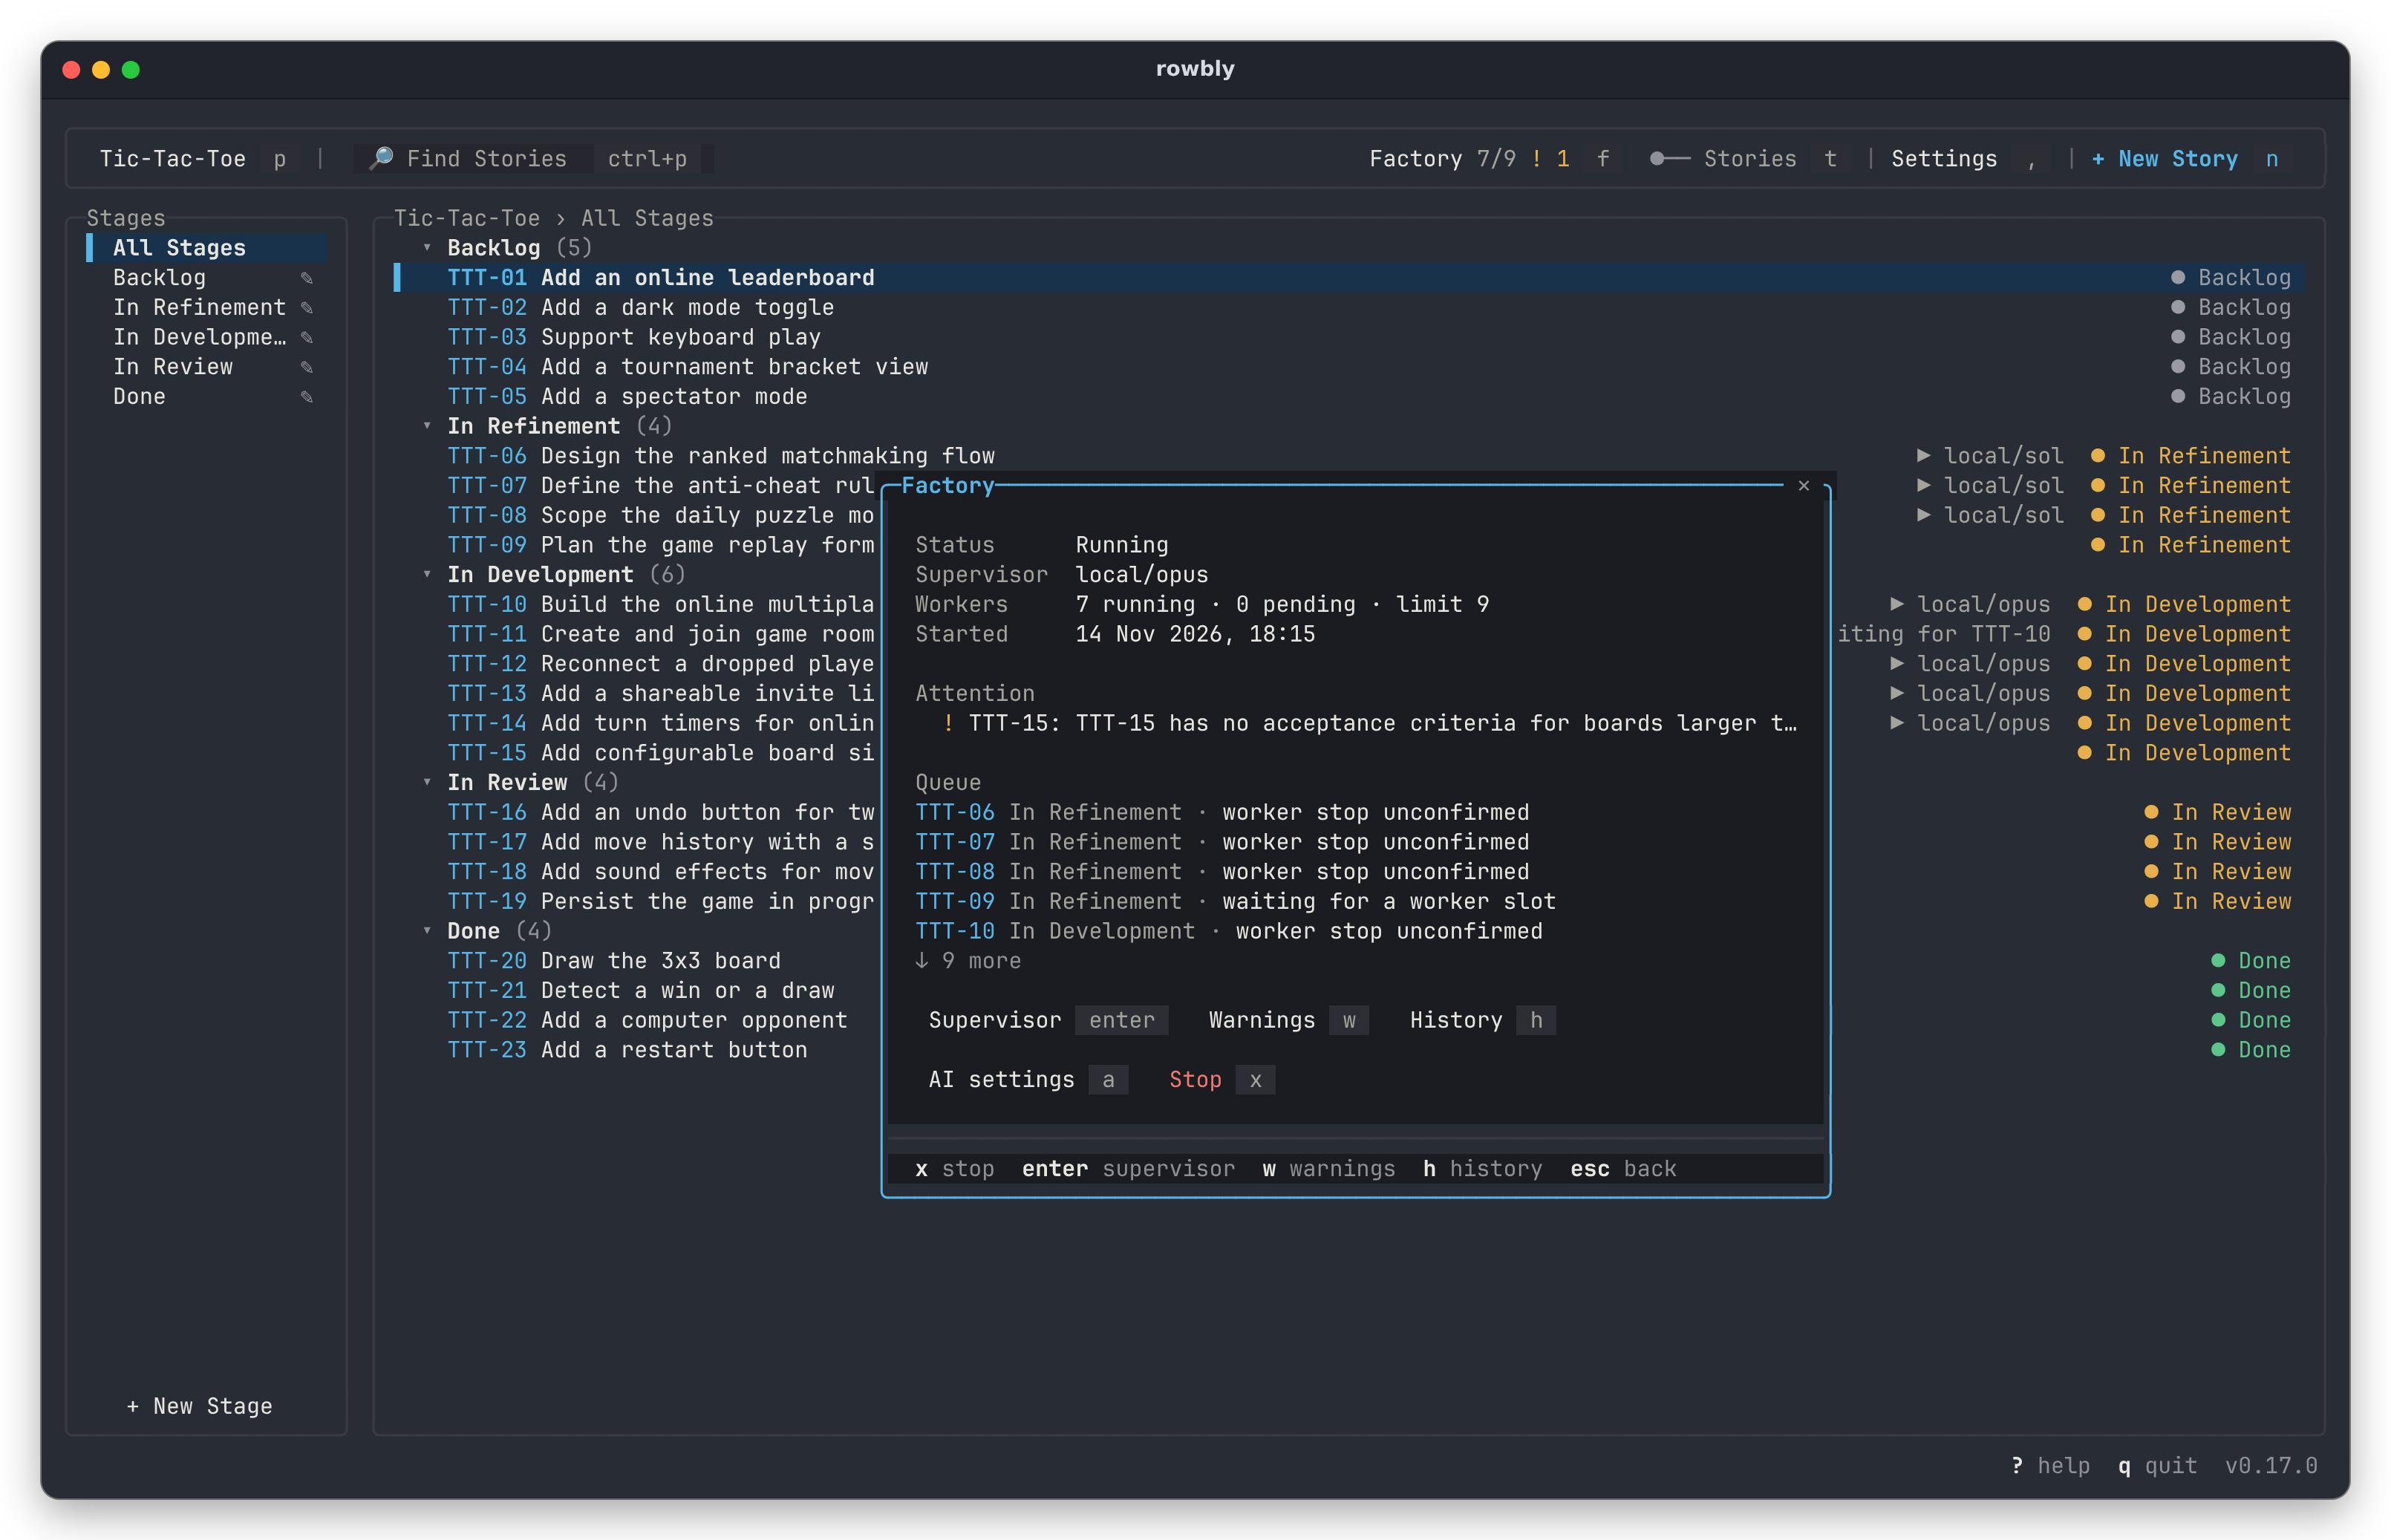 rowbly
Tic-Tac-Toe p | 🔎 Find Stories ctrl+p Factory 7/9 ! 1 f Stories t | Settings , | + New Story n
Stages
All Stages
Backlog ✎
In Refinement ✎
In Developme… ✎
In Review ✎
Done ✎
+ New Stage
Tic-Tac-Toe › All Stages
▾ Backlog (5)
TTT-01 Add an online leaderboard ● Backlog
TTT-02 Add a dark mode toggle ● Backlog
TTT-03 Support keyboard play ● Backlog
TTT-04 Add a tournament bracket view ● Backlog
TTT-05 Add a spectator mode ● Backlog
▾ In Refinement (4)
TTT-06 Design the ranked matchmaking flow ▶ local/sol ● In Refinement
TTT-07 Define the anti-cheat rul ▶ local/sol ● In Refinement
TTT-08 Scope the daily puzzle mo ▶ local/sol ● In Refinement
TTT-09 Plan the game replay form ● In Refinement
▾ In Development (6)
TTT-10 Build the online multipla ▶ local/opus ● In Development
TTT-11 Create and join game room iting for TTT-10 ● In Development
TTT-12 Reconnect a dropped playe ▶ local/opus ● In Development
TTT-13 Add a shareable invite li ▶ local/opus ● In Development
TTT-14 Add turn timers for onlin ▶ local/opus ● In Development
TTT-15 Add configurable board si ● In Development
▾ In Review (4)
TTT-16 Add an undo button for tw ● In Review
TTT-17 Add move history with a s ● In Review
TTT-18 Add sound effects for mov ● In Review
TTT-19 Persist the game in progr ● In Review
▾ Done (4)
TTT-20 Draw the 3x3 board ● Done
TTT-21 Detect a win or a draw ● Done
TTT-22 Add a computer opponent ● Done
TTT-23 Add a restart button ● Done
Factory ×
Status Running
Supervisor local/opus
Workers 7 running · 0 pending · limit 9
Started 14 Nov 2026, 18:15
Attention
! TTT-15: TTT-15 has no acceptance criteria for boards larger t…
Queue
TTT-06 In Refinement · worker stop unconfirmed
TTT-07 In Refinement · worker stop unconfirmed
TTT-08 In Refinement · worker stop unconfirmed
TTT-09 In Refinement · waiting for a worker slot
TTT-10 In Development · worker stop unconfirmed
↓ 9 more
Supervisor enter Warnings w History h
AI settings a Stop x
x stop enter supervisor w warnings h history esc back
? help q quit v0.17.0